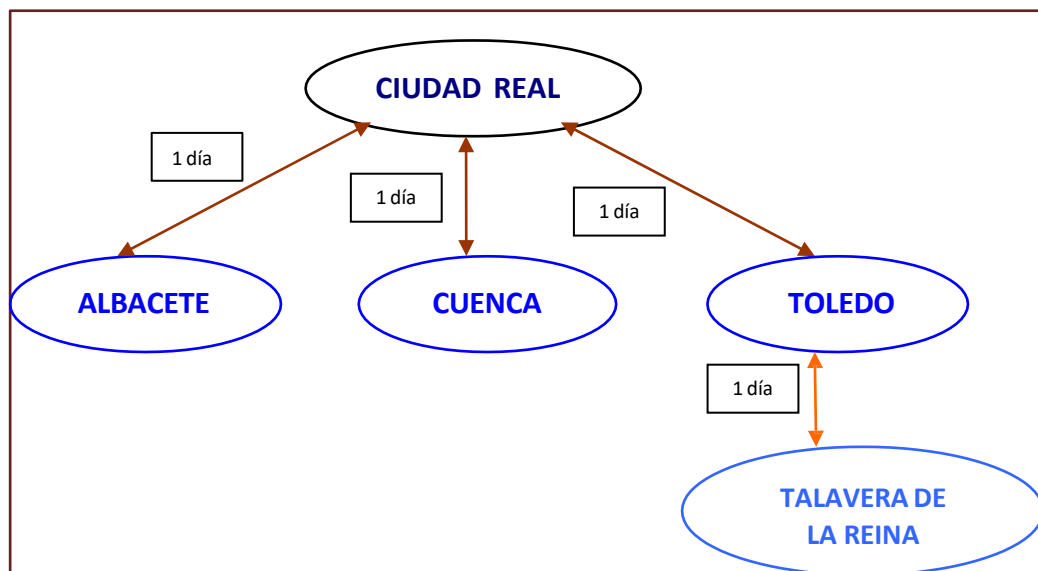 CIUDAD REAL
1 día
1 día
1 día
ALBACETE
CUENCA
TOLEDO
1 día
TALAVERA DE
LA REINA